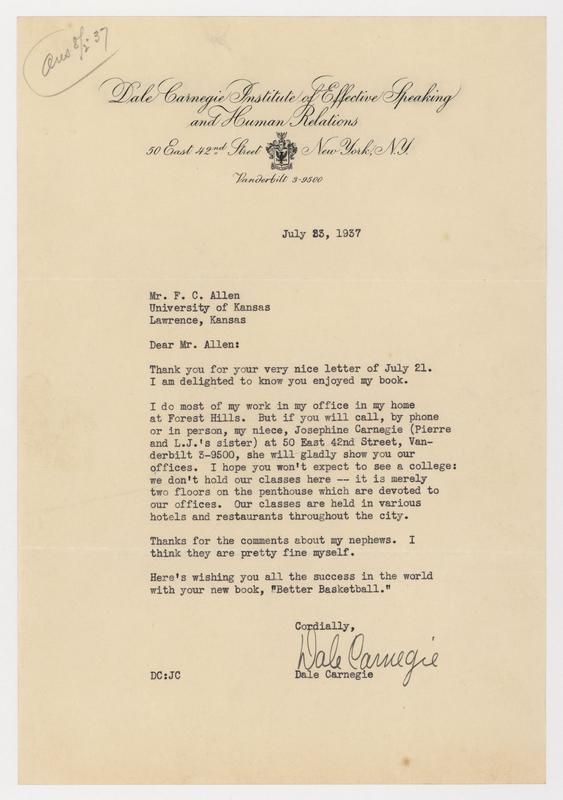 Ans 8/2 37
Dale Carnegie Institute of Effective Speaking
and Human Relations
50 East 42nd Street New York, N.Y.
Vanderbilt 3-9500
July 23, 1937
Mr. F. C. Allen
University of Kansas
Lawrence, Kansas
Dear Mr. Allen:
Thank you for your very nice letter of July 21.
I am delighted to know you enjoyed my book.
I do most of my work in my office in my home
at Forest Hills. But if you will call, by phone
or in person, my niece, Josephine Carnegie (Pierre
and L.J.'s sister) at 50 East 42nd Street, Van-
derbilt 3-9500, she will gladly show you our
offices. I hope you won't expect to see a college:
we don't hold our classes here -- it is merely
two floors on the penthouse which are devoted to
our offices. Our classes are held in various
hotels and restaurants throughout the city.
Thanks for the comments about my nephews. I
think they are pretty fine myself.
Here's wishing you all the success in the world
with your new book, "Better Basketball."
Cordially,
Dale Carnegie
Dale Carnegie
DC:JC